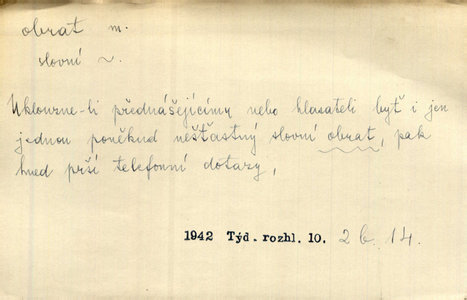 obrat m.
slovní ~.
Uklouzne-li přednášejícímu nebo hlasateli byť i jen
jednou poněkud nešťastný slovní obrat, pak
hned prší telefonní dotazy,
1942 Týd. rozhl. 10. 2b. 14.